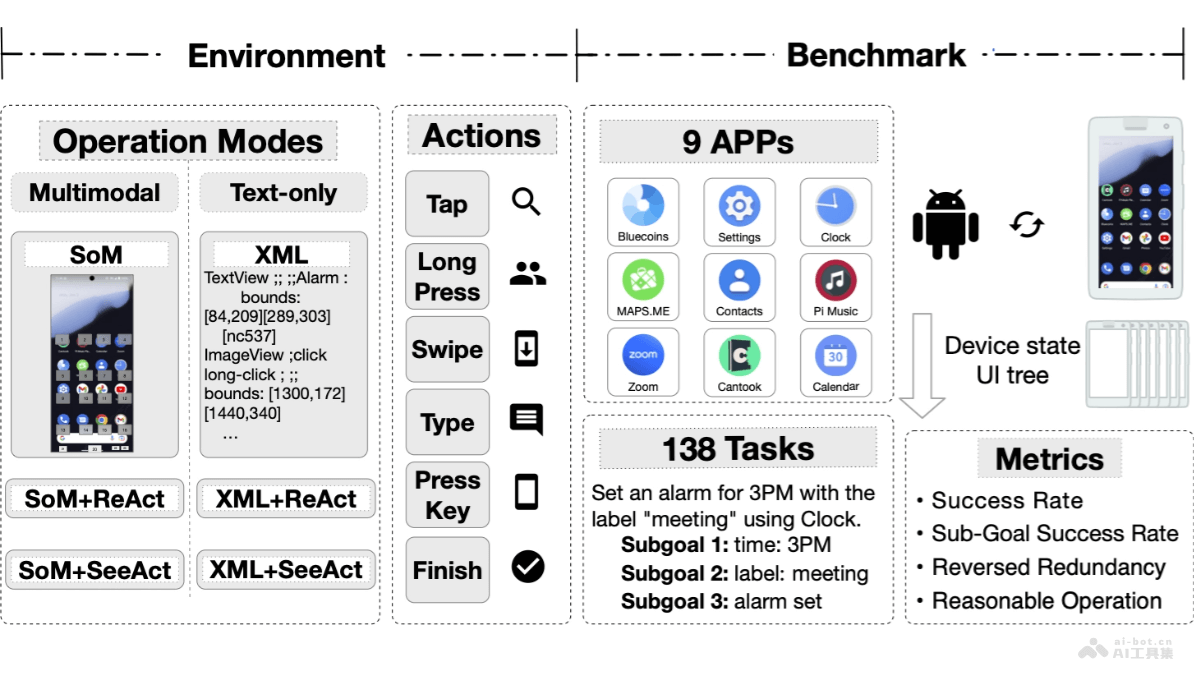 Environment
Benchmark
Operation Modes
Multimodal
Text-only
SoM
XML
TextView ;; ;;Alarm :
bounds:
[84,209][289,303]
[nc537]
ImageView ;click
long-click ; ;;
bounds: [1300,172]
[1440,340]
...
SoM+ReAct
XML+ReAct
SoM+SeeAct
XML+SeeAct
Actions
Tap
Long
Press
Swipe
Type
Press
Key
Finish
9 APPs
Bluecoins
Settings
Clock
MAPS.ME
Contacts
Pi Music
zoom
Zoom
Cantook
30
Calendar
138 Tasks
Set an alarm for 3PM with the
label "meeting" using Clock.
Subgoal 1: time: 3PM
Subgoal 2: label: meeting
Subgoal 3: alarm set
Device state
UI tree
Metrics
• Success Rate
• Sub-Goal Success Rate
• Reversed Redundancy
• Reasonable Operation
ai-bot.cn
AI工具集